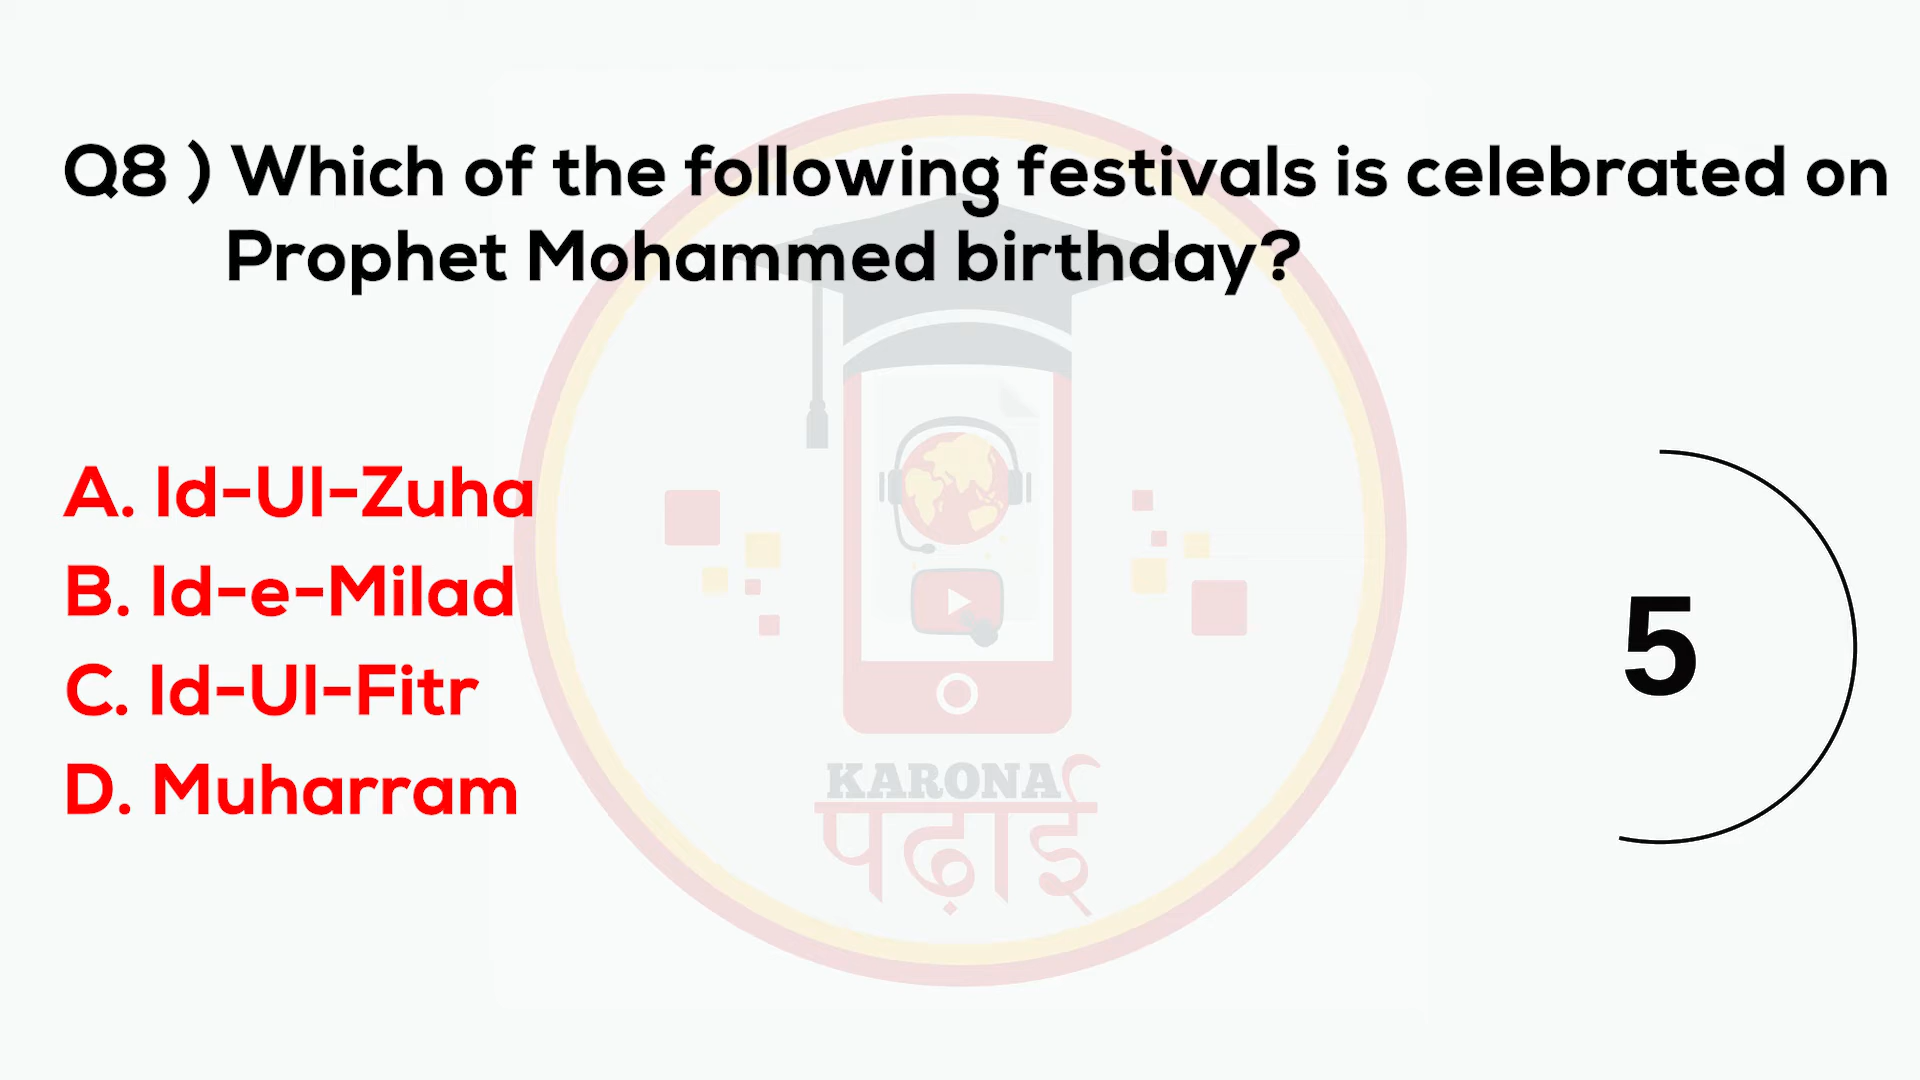 Q8 ) Which of the following festivals is celebrated on
Prophet Mohammed birthday?
A. Id-Ul-Zuha
B. Id-e-Milad
C. Id-Ul-Fitr
D. Muharram
5
KARONA
पढ़ाई